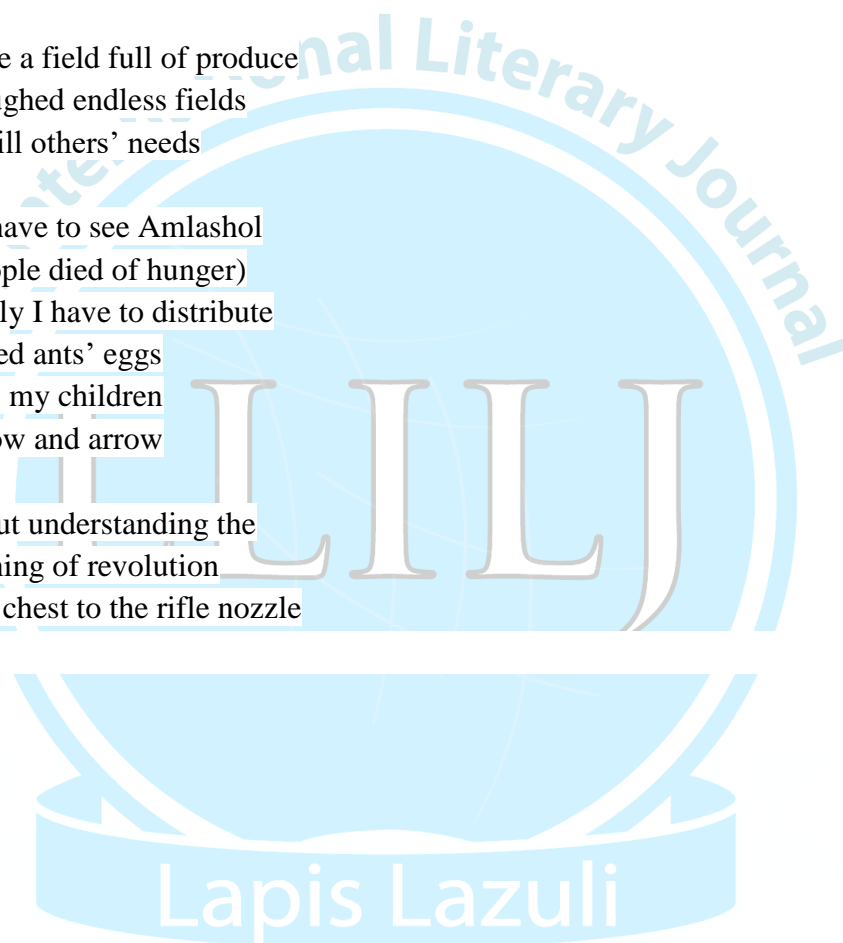 e a field full of produce
ughed endless fields
ill others’ needs
have to see Amlashol
ople died of hunger)
ly I have to distribute
ed ants’ eggs
my children
ow and arrow
ut understanding the
ning of revolution
chest to the rifle nozzle
nal Literary Journal
LILJ
Lapis Lazuli